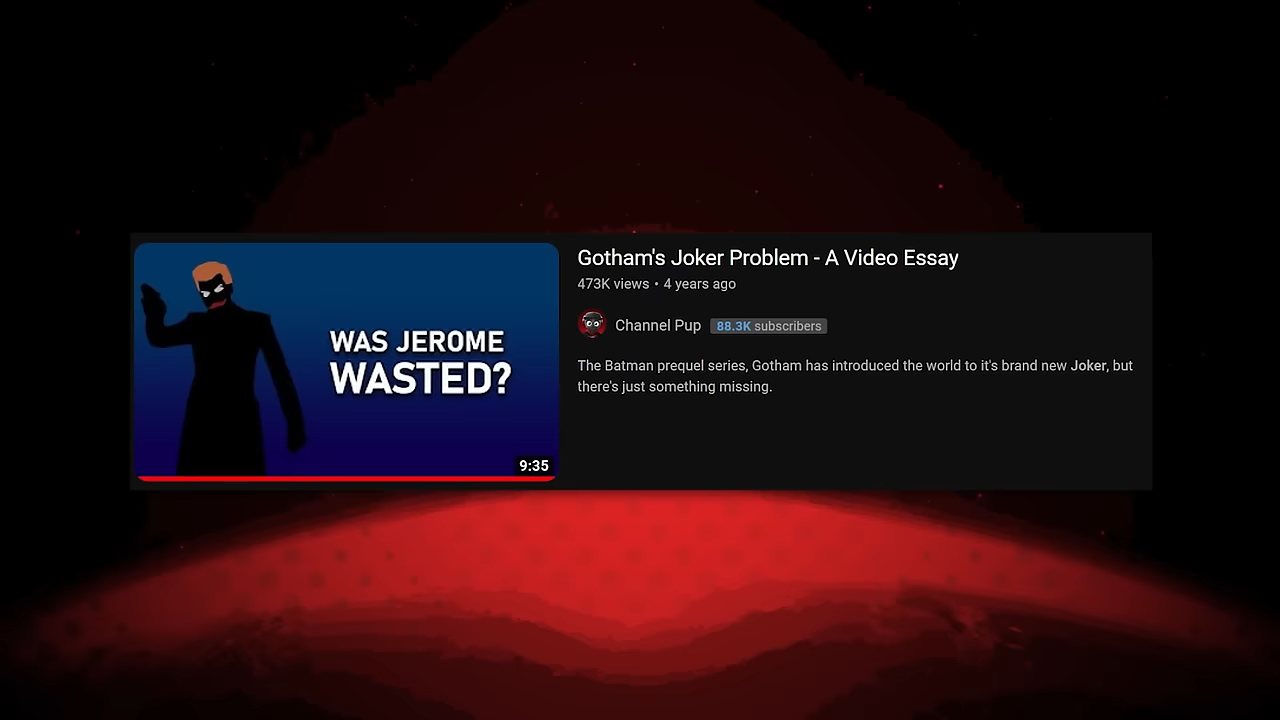 WAS JEROME
WASTED?
9:35
Gotham's Joker Problem - A Video Essay
473K views • 4 years ago
Channel Pup 88.3K subscribers
The Batman prequel series, Gotham has introduced the world to it's brand new Joker, but
there's just something missing.